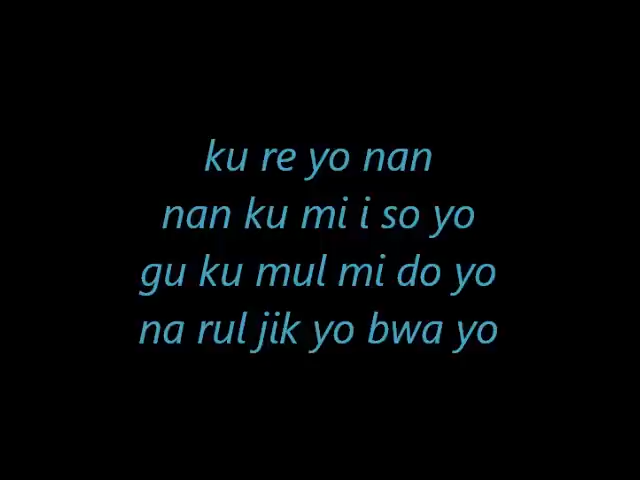 ku re yo nan
nan ku mi i so yo
gu ku mul mi do yo
na rul jik yo bwa yo